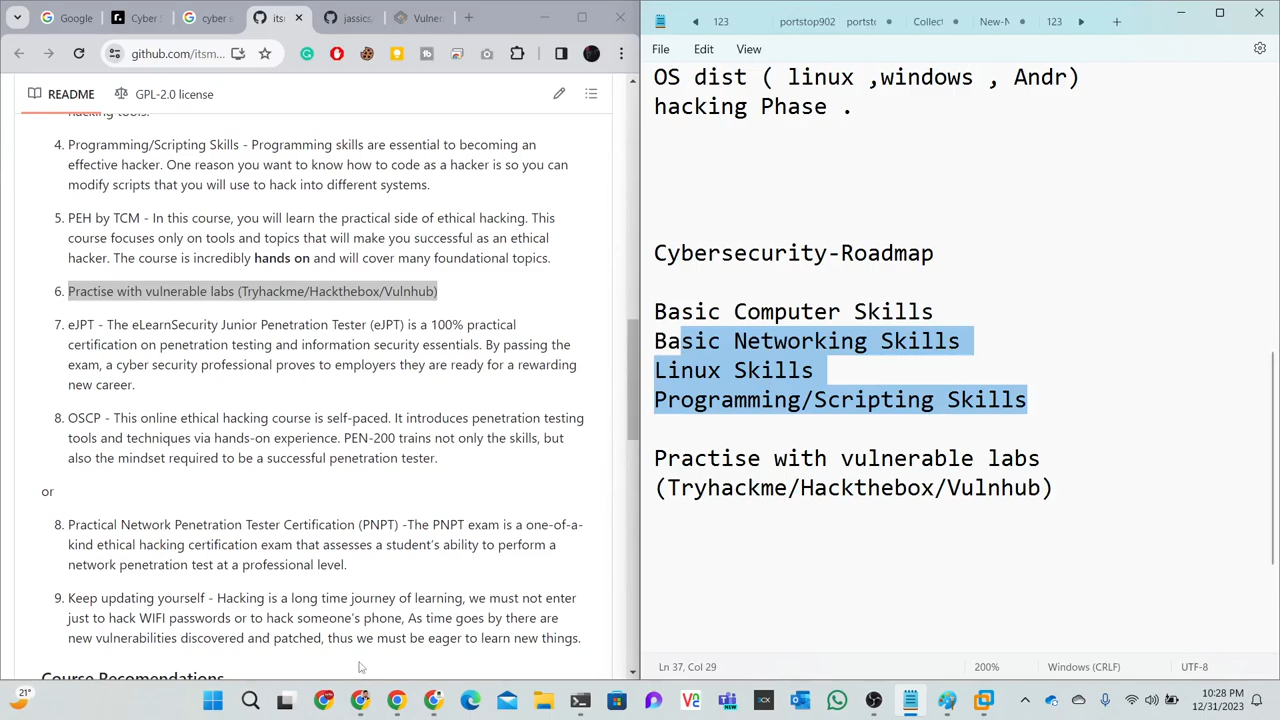 Google
Cyber S
cyber s
itsm
jassics,
Vulner
github.com/itsm...
README
GPL-2.0 license
hacking tools.
4. Programming/Scripting Skills - Programming skills are essential to becoming an
effective hacker. One reason you want to know how to code as a hacker is so you can
modify scripts that you will use to hack into different systems.
5. PEH by TCM - In this course, you will learn the practical side of ethical hacking. This
course focuses only on tools and topics that will make you successful as an ethical
hacker. The course is incredibly hands on and will cover many foundational topics.
6. Practise with vulnerable labs (Tryhackme/Hackthebox/Vulnhub)
7. eJPT - The eLearnSecurity Junior Penetration Tester (eJPT) is a 100% practical
certification on penetration testing and information security essentials. By passing the
exam, a cyber security professional proves to employers they are ready for a rewarding
new career.
8. OSCP - This online ethical hacking course is self-paced. It introduces penetration testing
tools and techniques via hands-on experience. PEN-200 trains not only the skills, but
also the mindset required to be a successful penetration tester.
or
8. Practical Network Penetration Tester Certification (PNPT) -The PNPT exam is a one-of-a-
kind ethical hacking certification exam that assesses a student's ability to perform a
network penetration test at a professional level.
9. Keep updating yourself - Hacking is a long time journey of learning, we must not enter
just to hack WIFI passwords or to hack someone's phone, As time goes by there are
new vulnerabilities discovered and patched, thus we must be eager to learn new things.
Course Recomendations
123
portstop902
portst
Collect
New-N
123
File
Edit
View
OS dist ( linux ,windows , Andr)
hacking Phase .
Cybersecurity-Roadmap
Basic Computer Skills
Basic Networking Skills
Linux Skills
Programming/Scripting Skills
Practise with vulnerable labs
(Tryhackme/Hackthebox/Vulnhub)
Ln 37, Col 29
200%
Windows (CRLF)
UTF-8
21°
10:28 PM
12/31/2023